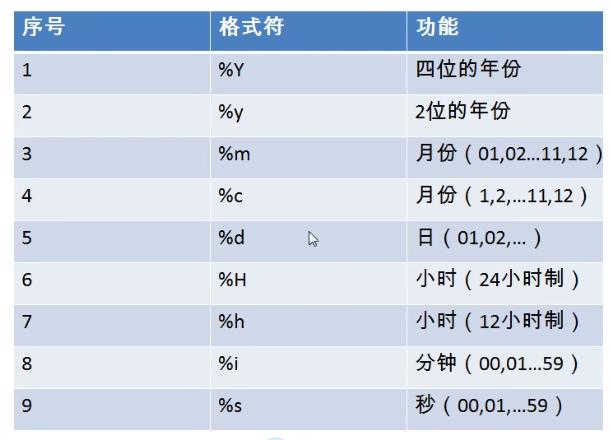 序号 格式符 功能
1 %Y 四位的年份
2 %y 2位的年份
3 %m 月份（01,02...11,12）
4 %c 月份（1,2,...11,12）
5 %d 日（01,02,...）
6 %H 小时（24小时制）
7 %h 小时（12小时制）
8 %i 分钟（00,01...59）
9 %s 秒（00,01,...59）